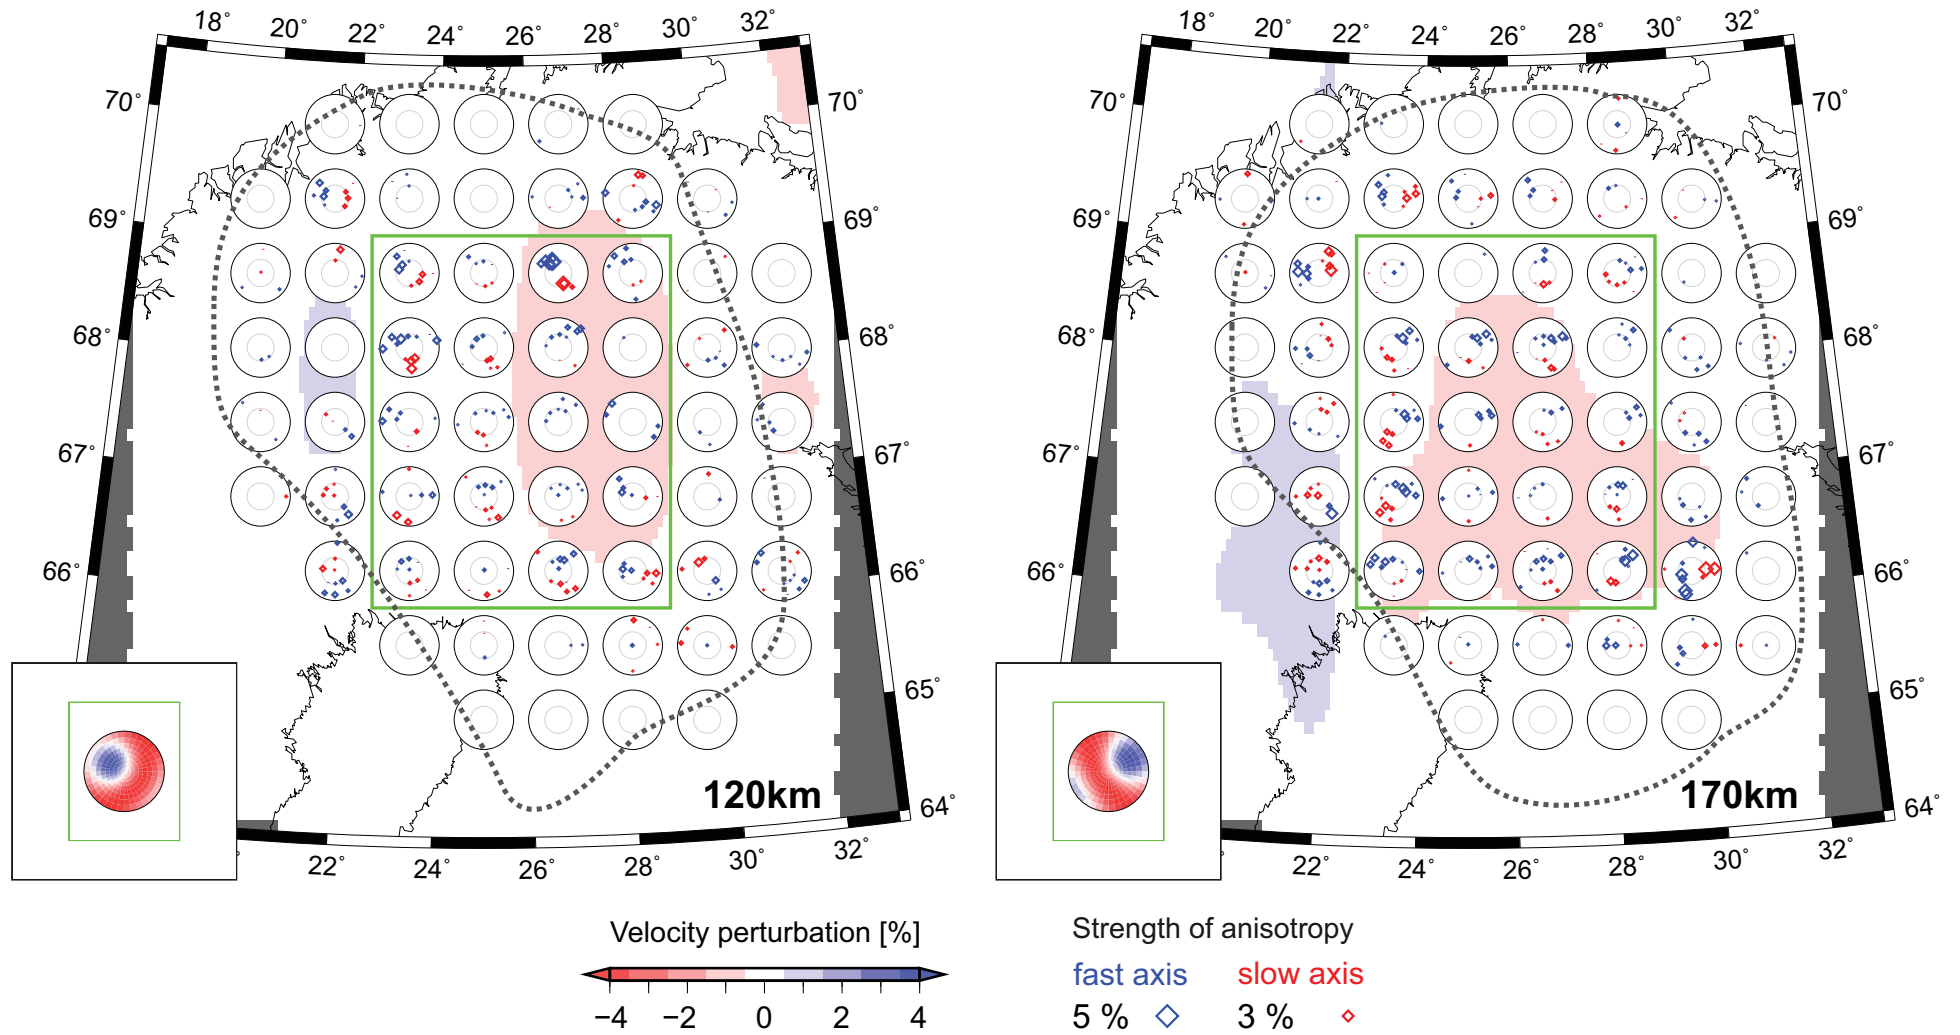 18° 20° 22° 24° 26° 28° 30° 32°
70° 70°
69° 69°
68° 68°
67° 67°
66° 66°
65°
64°
22° 24° 26° 28° 30° 32°
120km
18° 20° 22° 24° 26° 28° 30° 32°
70° 70°
69° 69°
68° 68°
67° 67°
66° 66°
65°
64°
22° 24° 26° 28° 30° 32°
170km
Velocity perturbation [%]
−4 −2 0 2 4
Strength of anisotropy
fast axis slow axis
5 % 3 %